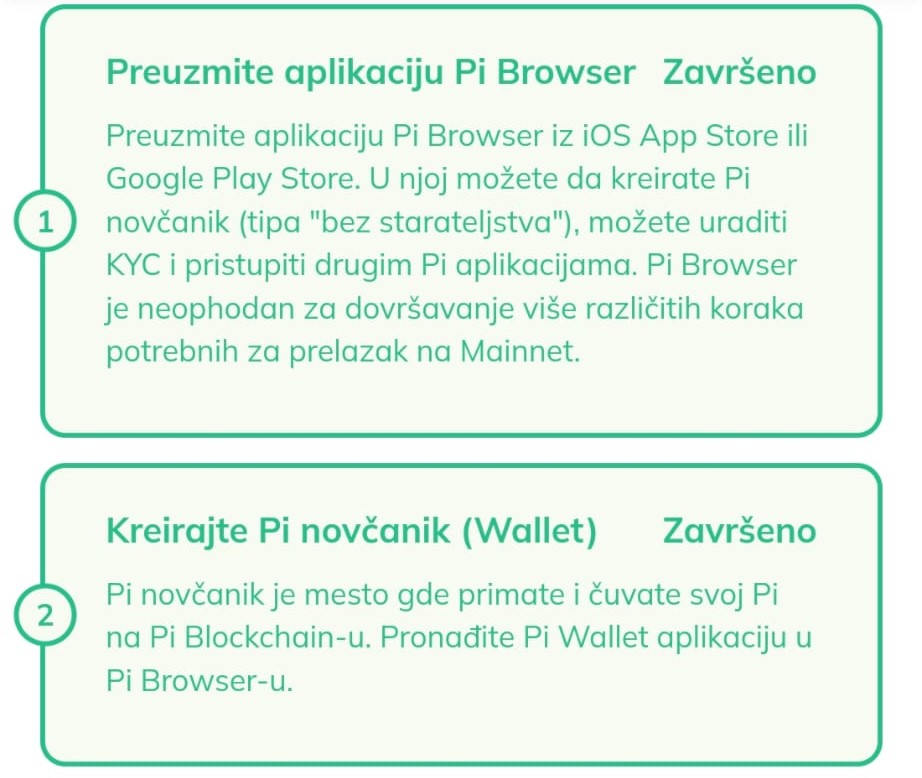 Preuzmite aplikaciju Pi Browser Završeno
Preuzmite aplikaciju Pi Browser iz iOS App Store ili
Google Play Store. U njoj možete da kreirate Pi
novčanik (tipa "bez starateljstva"), možete uraditi
1
KYC i pristupiti drugim Pi aplikacijama. Pi Browser
je neophodan za dovršavanje više različitih koraka
potrebnih za prelazak na Mainnet.
Kreirajte Pi novčanik (Wallet) Završeno
Pi novčanik je mesto gde primate i čuvate svoj Pi
2
na Pi Blockchain-u. Pronađite Pi Wallet aplikaciju u
Pi Browser-u.